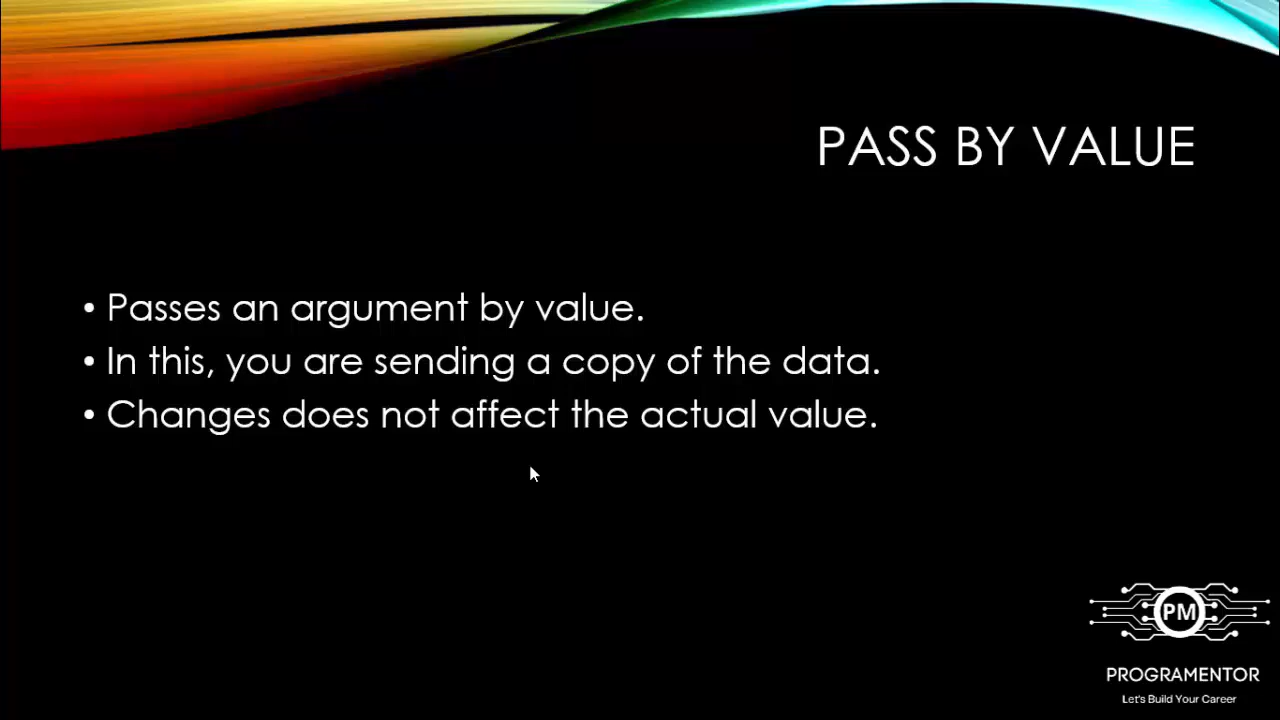 PASS BY VALUE
• Passes an argument by value.
• In this, you are sending a copy of the data.
• Changes does not affect the actual value.
PM
PROGRAMENTOR
Let's Build Your Career